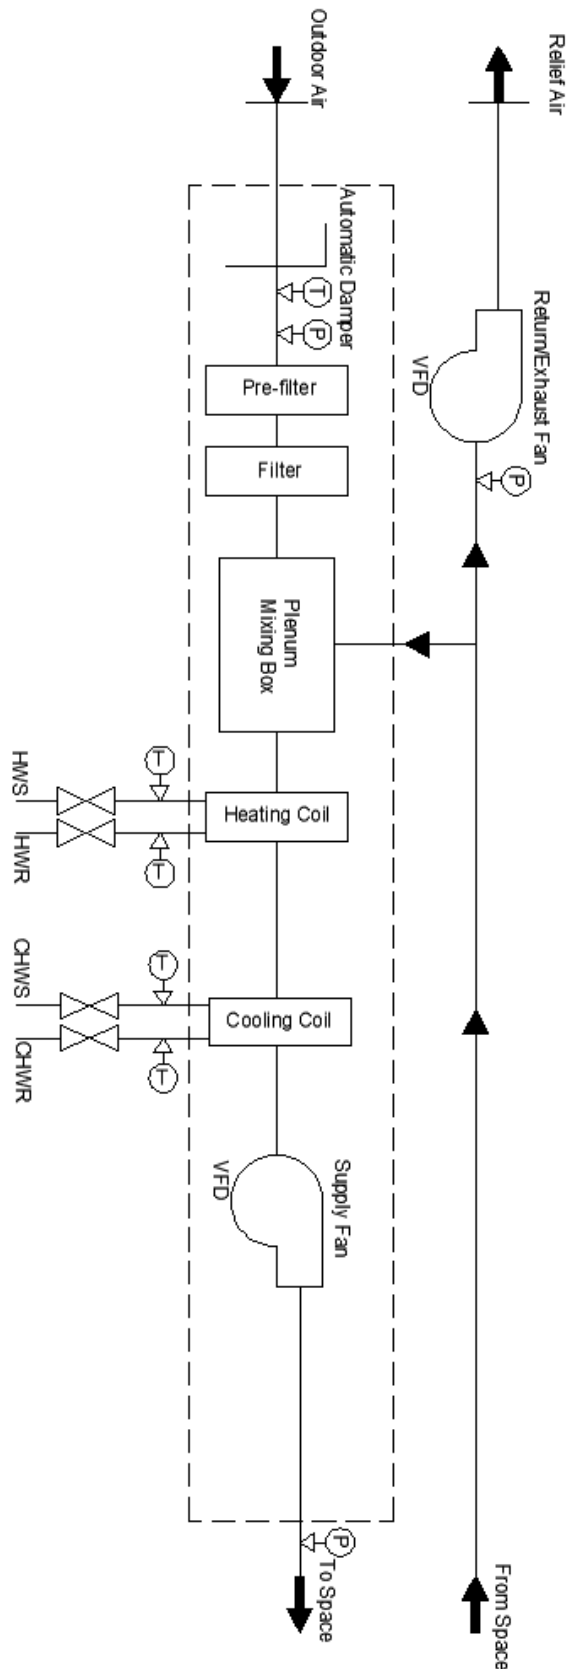 Outdoor Air
Relief Air
Automatic Damper
T
P
Pre-filter
Filter
Return/Exhaust Fan
VFD
P
Plenum
Mixing Box
T
HWS
Heating Coil
HWR
T
T
CHWS
Cooling Coil
CHWR
T
Supply Fan
VFD
P
To Space
From Space